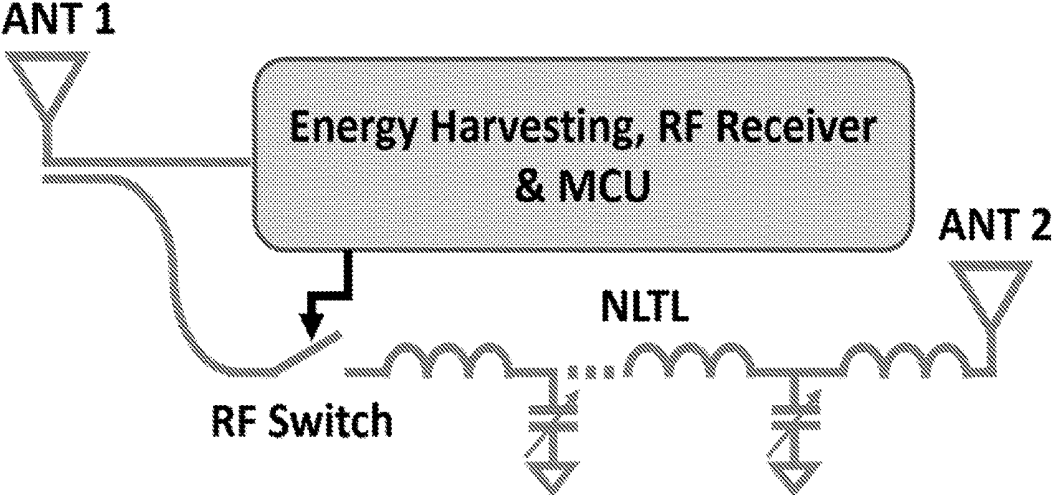 ANT 1
Energy Harvesting, RF Receiver
& MCU
ANT 2
NLTL
RF Switch